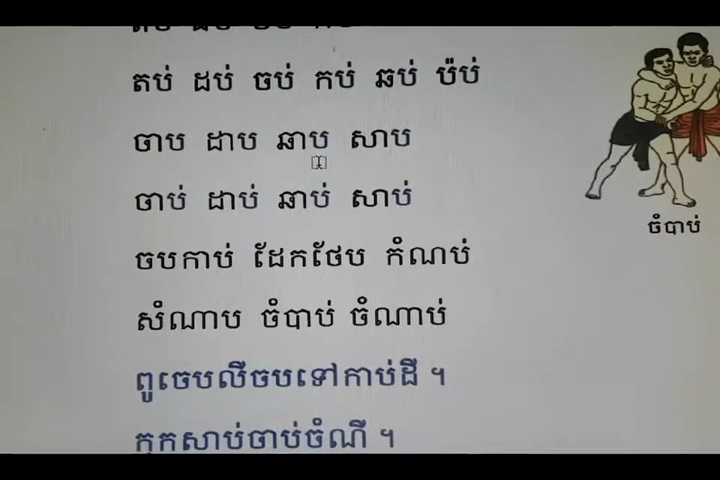 តប់ ដប់ ចប់ កប់ ឆប់ ប៉ប់
ចាប ដាប ឆាប សាប
ចាប់ ដាប់ ឆាប់ សាប់
ចបកាប់ ដែកថែប កំណប់
ចំបាប់
សំណាប ចំបាប់ ចំណាប់
ពូចេបលីចបទៅកាប់ដី ។
កុកសាប់ចាប់ចំណី ។